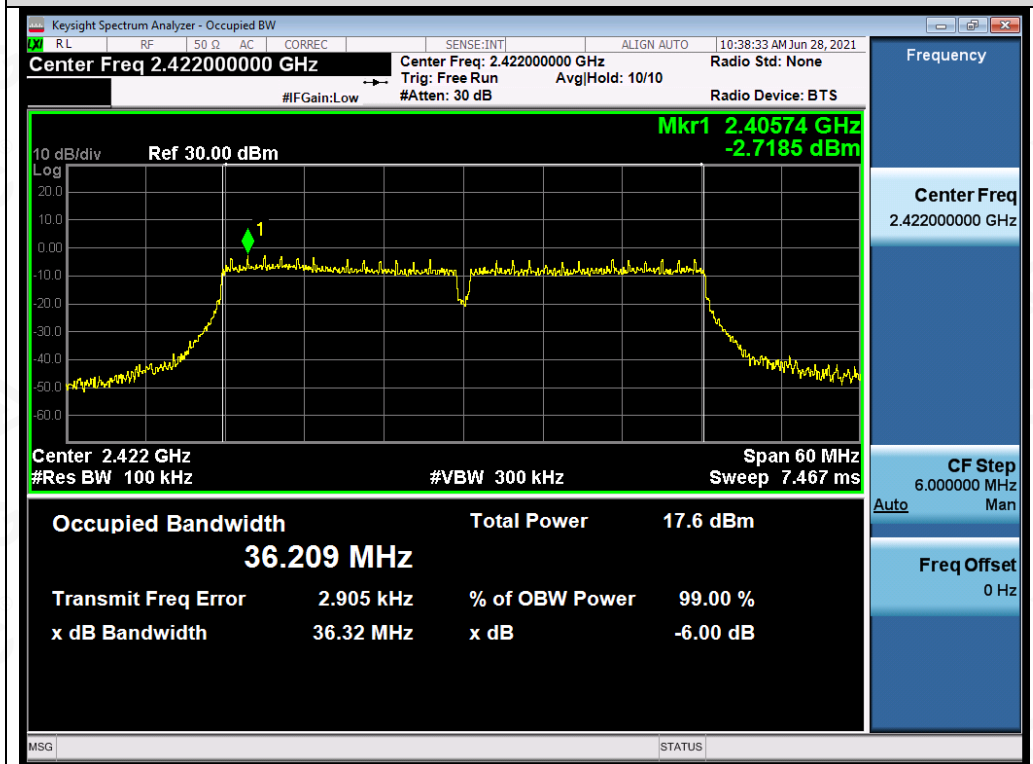 Keysight Spectrum Analyzer - Occupied BW
LXI RL RF 50 Ω AC CORREC SENSE:INT ALIGN AUTO 10:38:33 AM Jun 28, 2021
Center Freq 2.422000000 GHz
Center Freq: 2.422000000 GHz
Radio Std: None
Trig: Free Run Avg|Hold: 10/10
#IFGain:Low
#Atten: 30 dB
Radio Device: BTS
Frequency
Mkr1 2.40574 GHz
-2.7185 dBm
10 dB/div Ref 30.00 dBm
Log
20.0
10.0
0.00
-10.0
-20.0
-30.0
-40.0
-50.0
-60.0
1
Center 2.422 GHz
Span 60 MHz
#Res BW 100 kHz
#VBW 300 kHz
Sweep 7.467 ms
Center Freq
2.422000000 GHz
CF Step
6.000000 MHz
Auto Man
Freq Offset
0 Hz
Occupied Bandwidth
Total Power 17.6 dBm
36.209 MHz
Transmit Freq Error 2.905 kHz
% of OBW Power 99.00 %
x dB Bandwidth 36.32 MHz
x dB -6.00 dB
MSG
STATUS